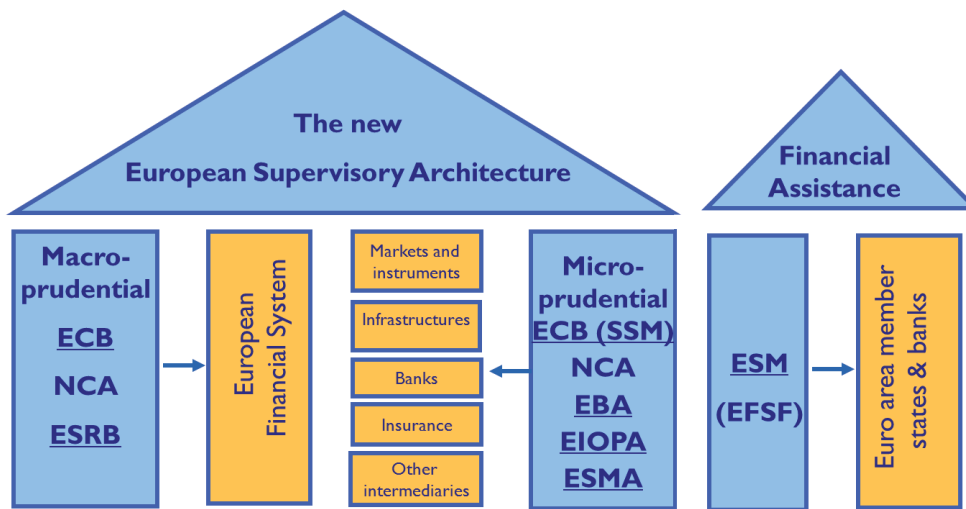 The new
European Supervisory Architecture
Financial
Assistance
Macro-
prudential
ECB
NCA
ESRB
European
Financial System
Markets and
instruments
Infrastructures
Banks
Insurance
Other
intermediaries
Micro-
prudential
ECB (SSM)
NCA
EBA
EIOPA
ESMA
ESM
(EFSF)
Euro area member
states & banks